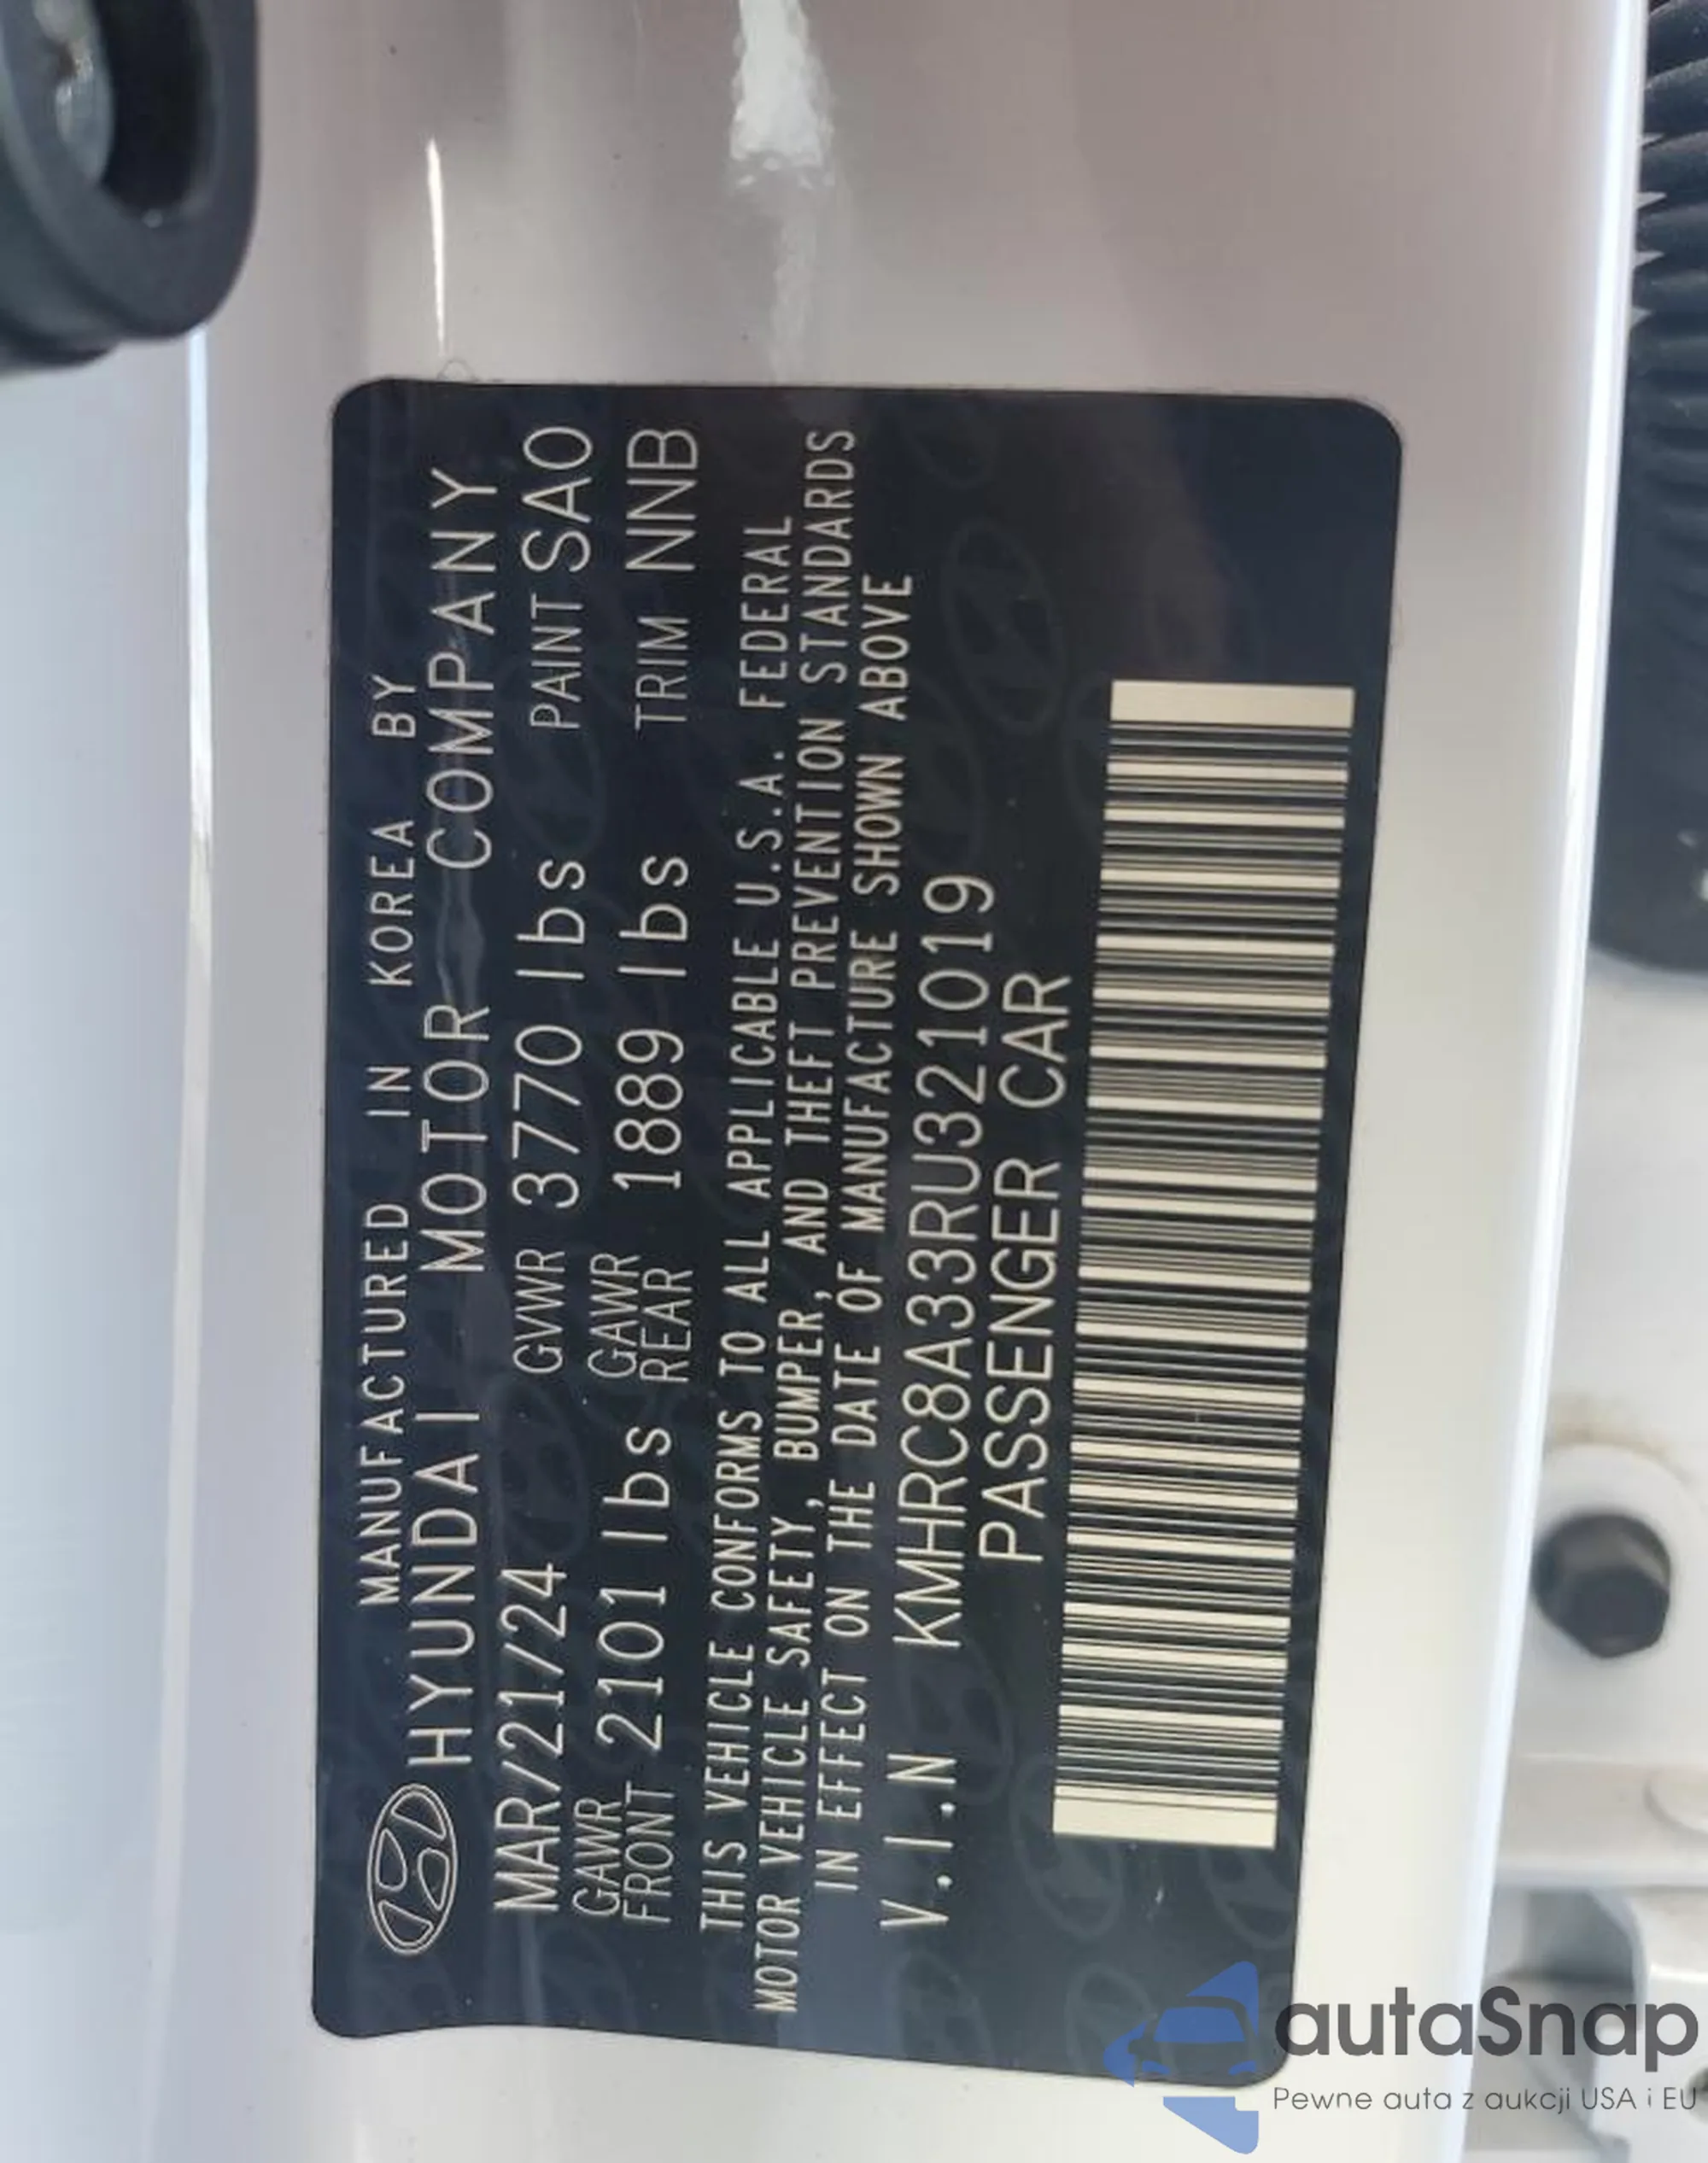 MANUFACTURED IN KOREA BY
HYUNDAI MOTOR COMPANY
MAR/21/24 GVWR 3770 lbs PAINT SA0
GAWR FRONT 2101 lbs GAWR REAR 1889 lbs TRIM NNB
THIS VEHICLE CONFORMS TO ALL APPLICABLE U.S.A. FEDERAL
MOTOR VEHICLE SAFETY, BUMPER, AND THEFT PREVENTION STANDARDS
IN EFFECT ON THE DATE OF MANUFACTURE SHOWN ABOVE
V.I.N KMHRC8A33RU321019
PASSENGER CAR
autaSnap
Pewne auta z aukcji USA i EU